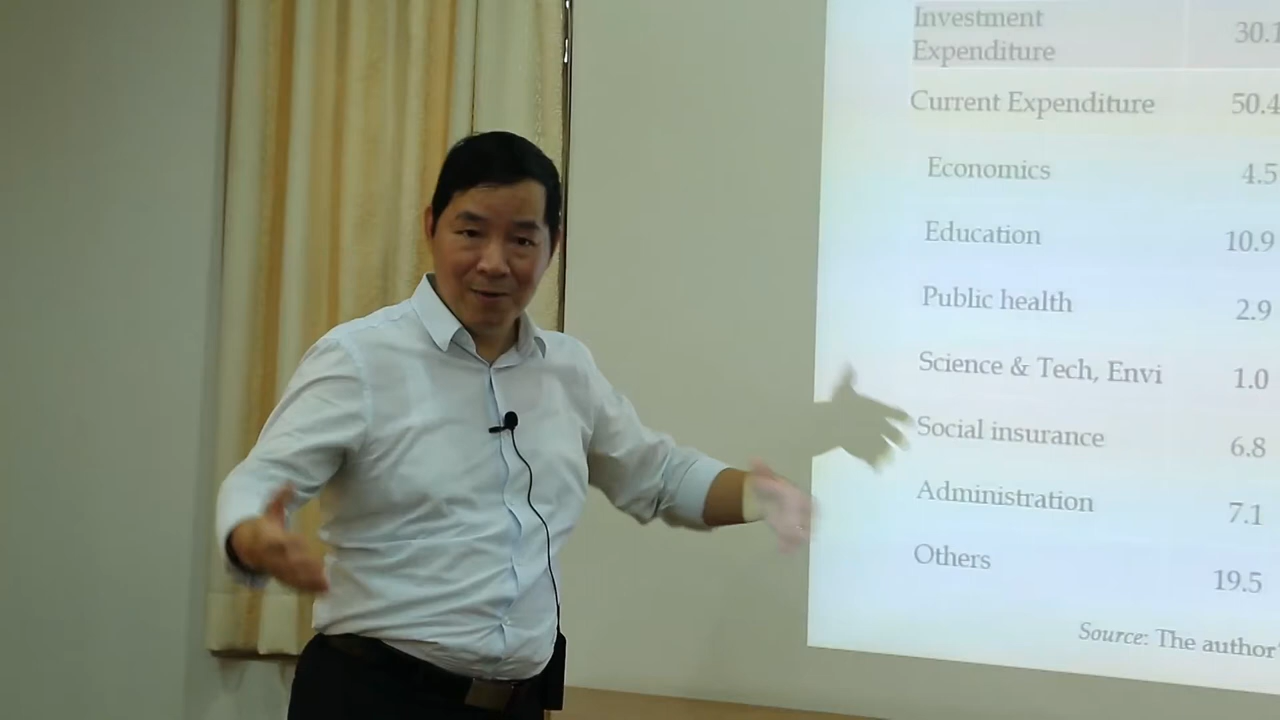 Investment 30.1
Expenditure
Current Expenditure 50.4
Economics 4.5
Education 10.9
Public health 2.9
Science & Tech, Envi 1.0
Social insurance 6.8
Administration 7.1
Others 19.5
Source: The author'